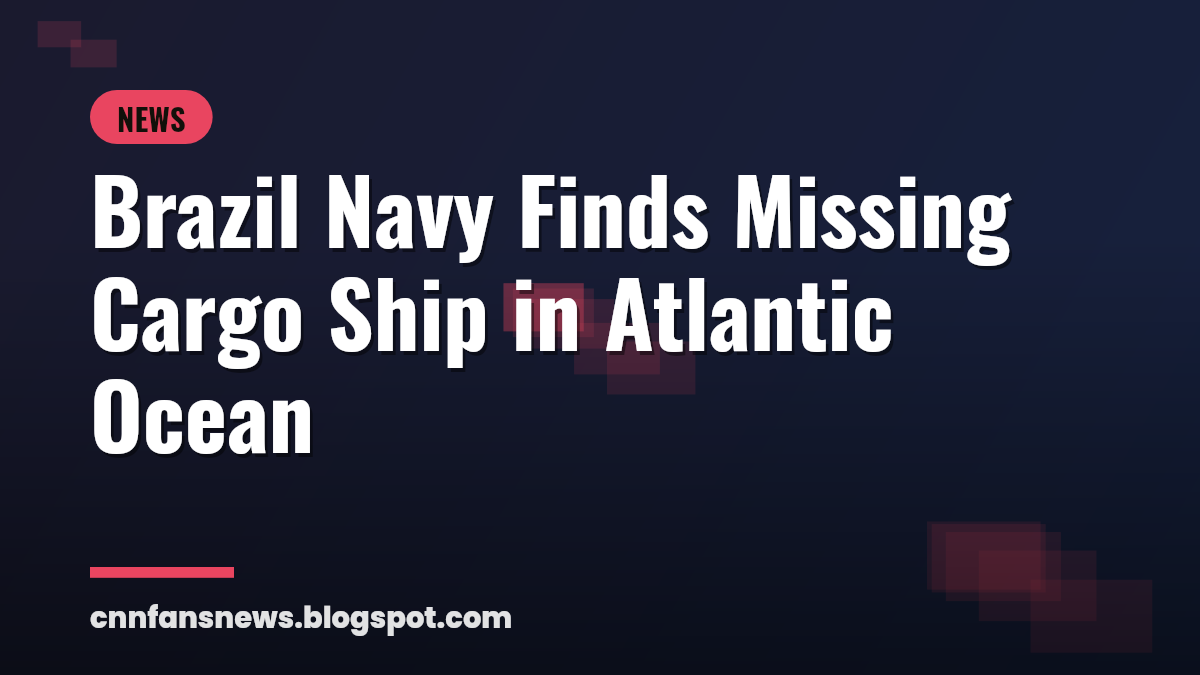 NEWS
Brazil Navy Finds Missing
Cargo Ship in Atlantic
Ocean
cnnfansnews.blogspot.com